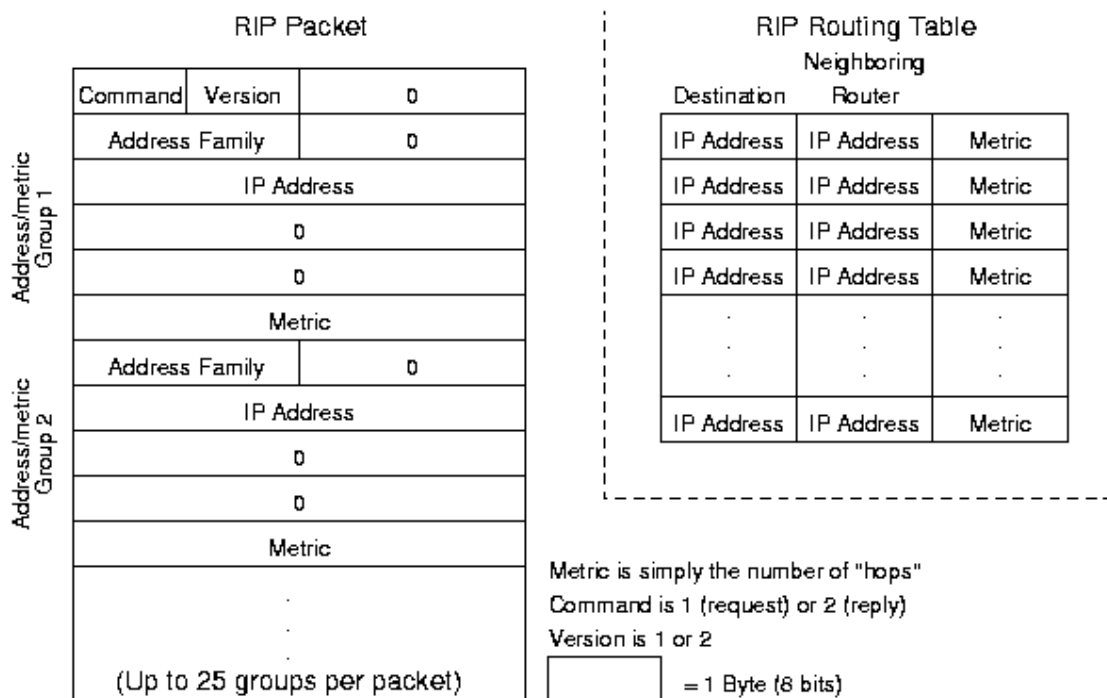 RIP Packet
Command Version 0
Address Family 0
IP Address
0
0
Metric
Address Family 0
IP Address
0
0
Metric
.
.
.
(Up to 25 groups per packet)
Address/metric
Group 1
Address/metric
Group 2
RIP Routing Table
Neighboring
Destination Router
IP Address IP Address Metric
IP Address IP Address Metric
IP Address IP Address Metric
IP Address IP Address Metric
. . .
. . .
. . .
IP Address IP Address Metric
Metric is simply the number of "hops"
Command is 1 (request) or 2 (reply)
Version is 1 or 2
= 1 Byte (8 bits)